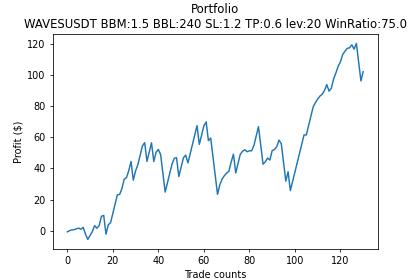 Portfolio
WAVESUSDT BBM:1.5 BBL:240 SL:1.2 TP:0.6 lev:20 WinRatio:75.0
120
100
80
60
40
20
0
Profit ($)
0 20 40 60 80 100 120
Trade counts